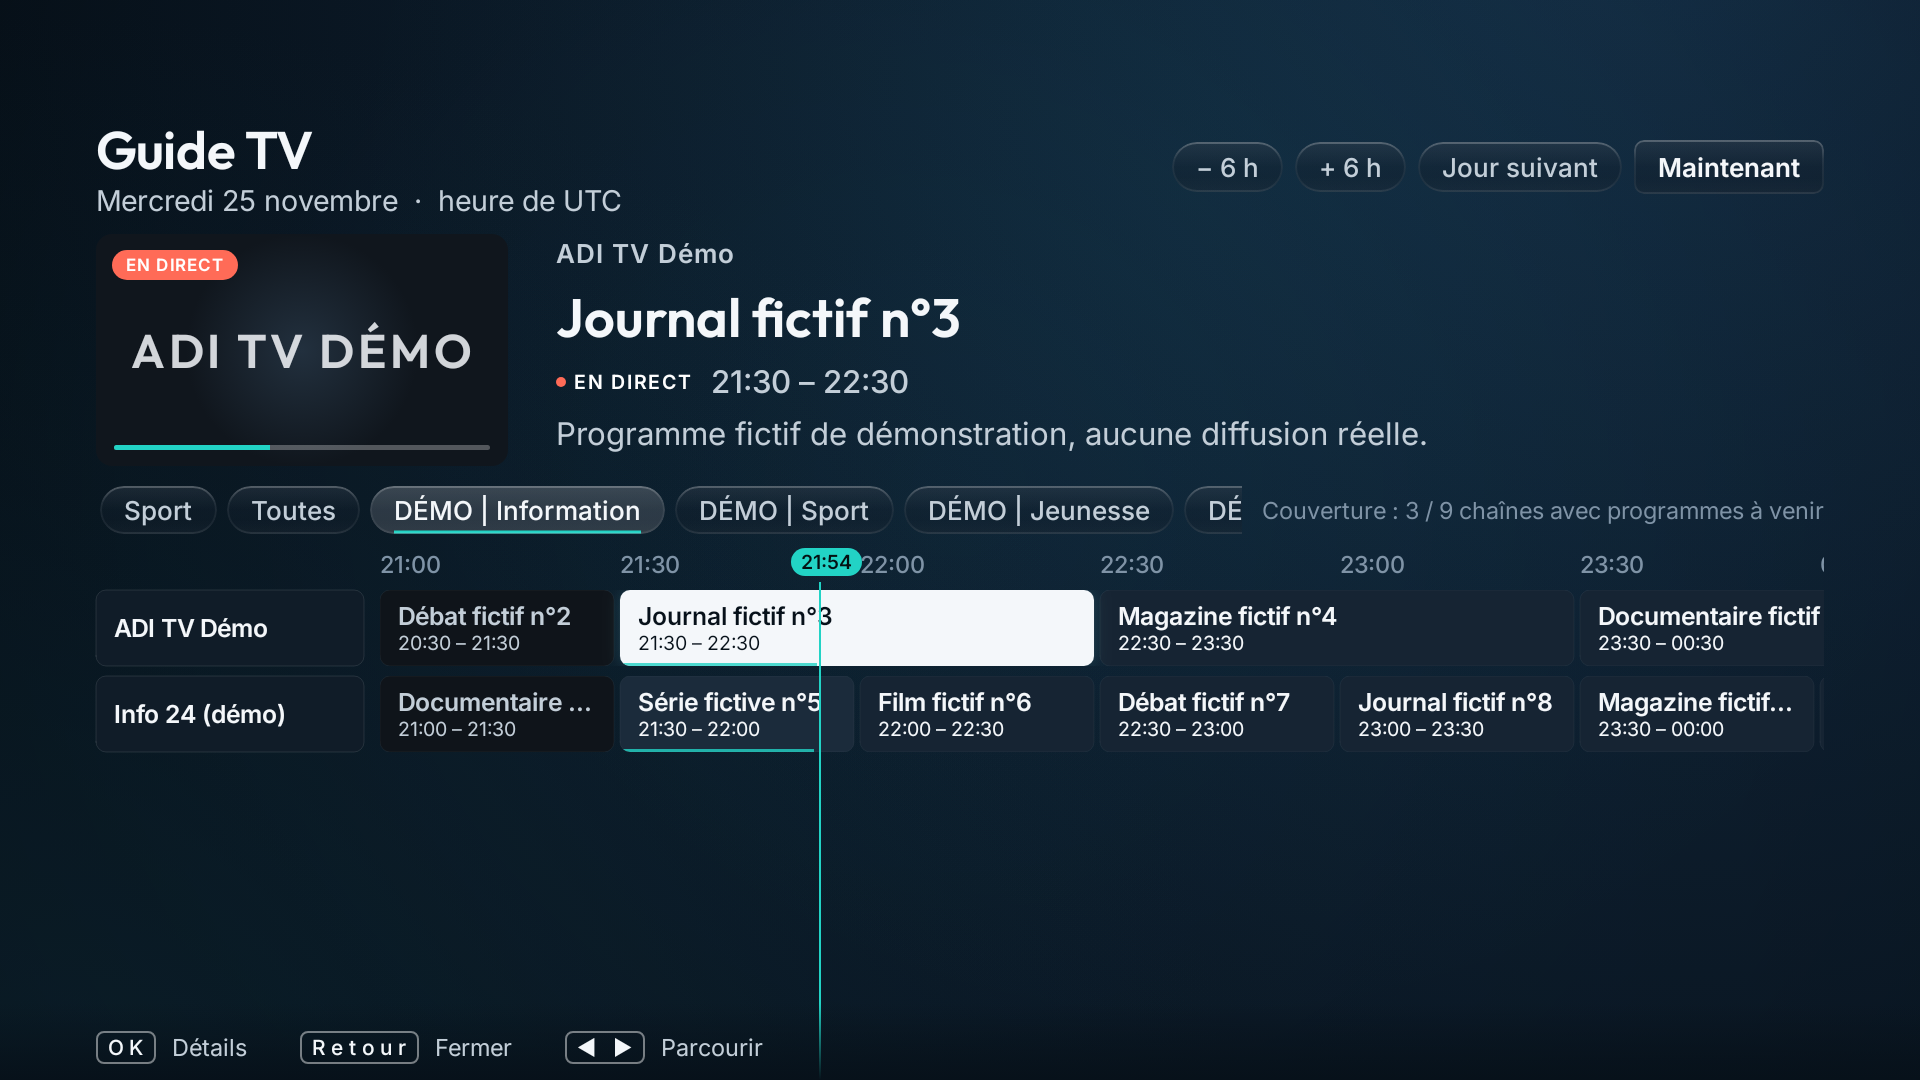 Guide TV
Mercredi 25 novembre · heure de UTC
− 6 h
+ 6 h
Jour suivant
Maintenant
EN DIRECT
ADI TV DÉMO
ADI TV Démo
Journal fictif n°3
EN DIRECT 21:30 – 22:30
Programme fictif de démonstration, aucune diffusion réelle.
Sport
Toutes
DÉMO | Information
DÉMO | Sport
DÉMO | Jeunesse
DÉ
Couverture : 3 / 9 chaînes avec programmes à venir
21:00 21:30 21:54 22:00 22:30 23:00 23:30
ADI TV Démo
Débat fictif n°2
20:30 – 21:30
Journal fictif n°3
21:30 – 22:30
Magazine fictif n°4
22:30 – 23:30
Documentaire fictif
23:30 – 00:30
Info 24 (démo)
Documentaire ...
21:00 – 21:30
Série fictive n°5
21:30 – 22:00
Film fictif n°6
22:00 – 22:30
Débat fictif n°7
22:30 – 23:00
Journal fictif n°8
23:00 – 23:30
Magazine fictif...
23:30 – 00:00
OK Détails
Retour Fermer
◀ ▶ Parcourir